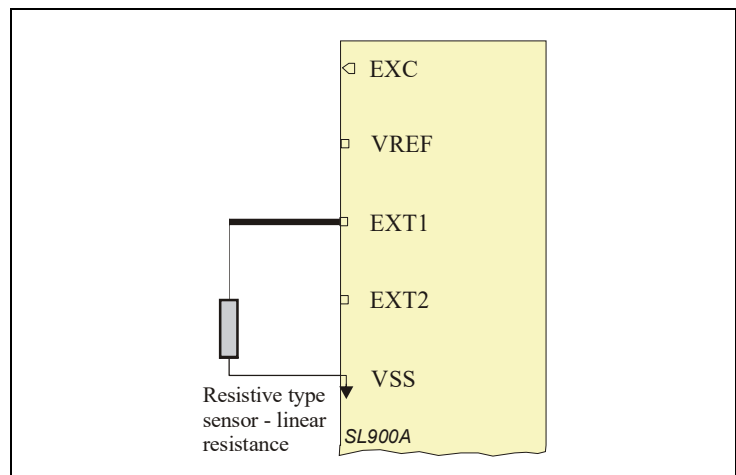 EXC
VREF
EXT1
EXT2
VSS
Resistive type
sensor - linear
resistance
SL900A